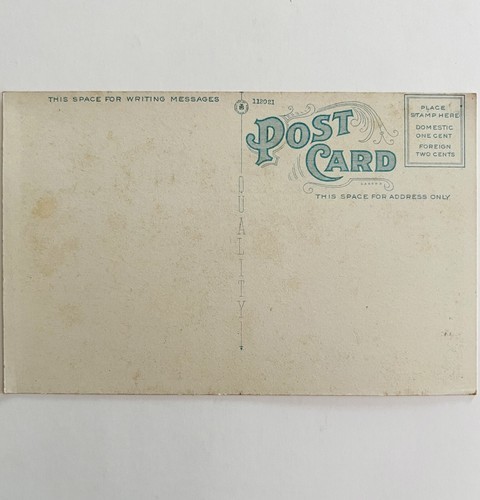 THIS SPACE FOR WRITING MESSAGES
118021
POST
CARD
PLACE
STAMP HERE
DOMESTIC
ONE CENT
FOREIGN
TWO CENTS
THIS SPACE FOR ADDRESS ONLY
QUALITY